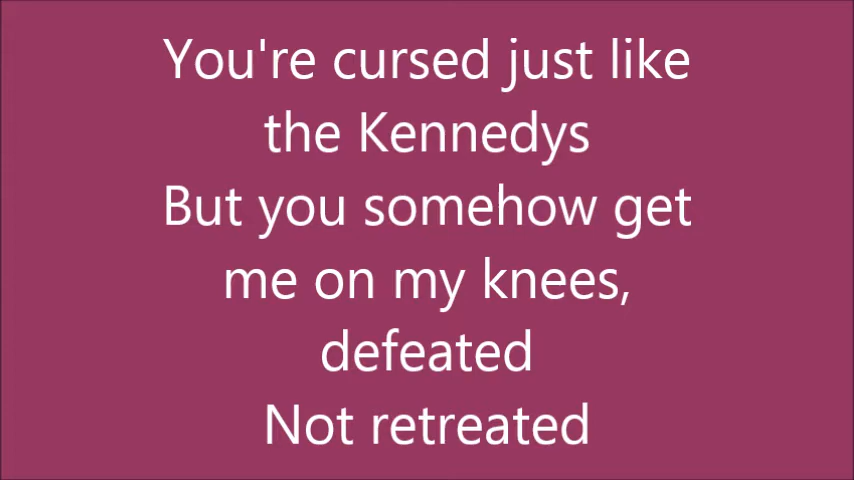 You're cursed just like
the Kennedys
But you somehow get
me on my knees,
defeated
Not retreated